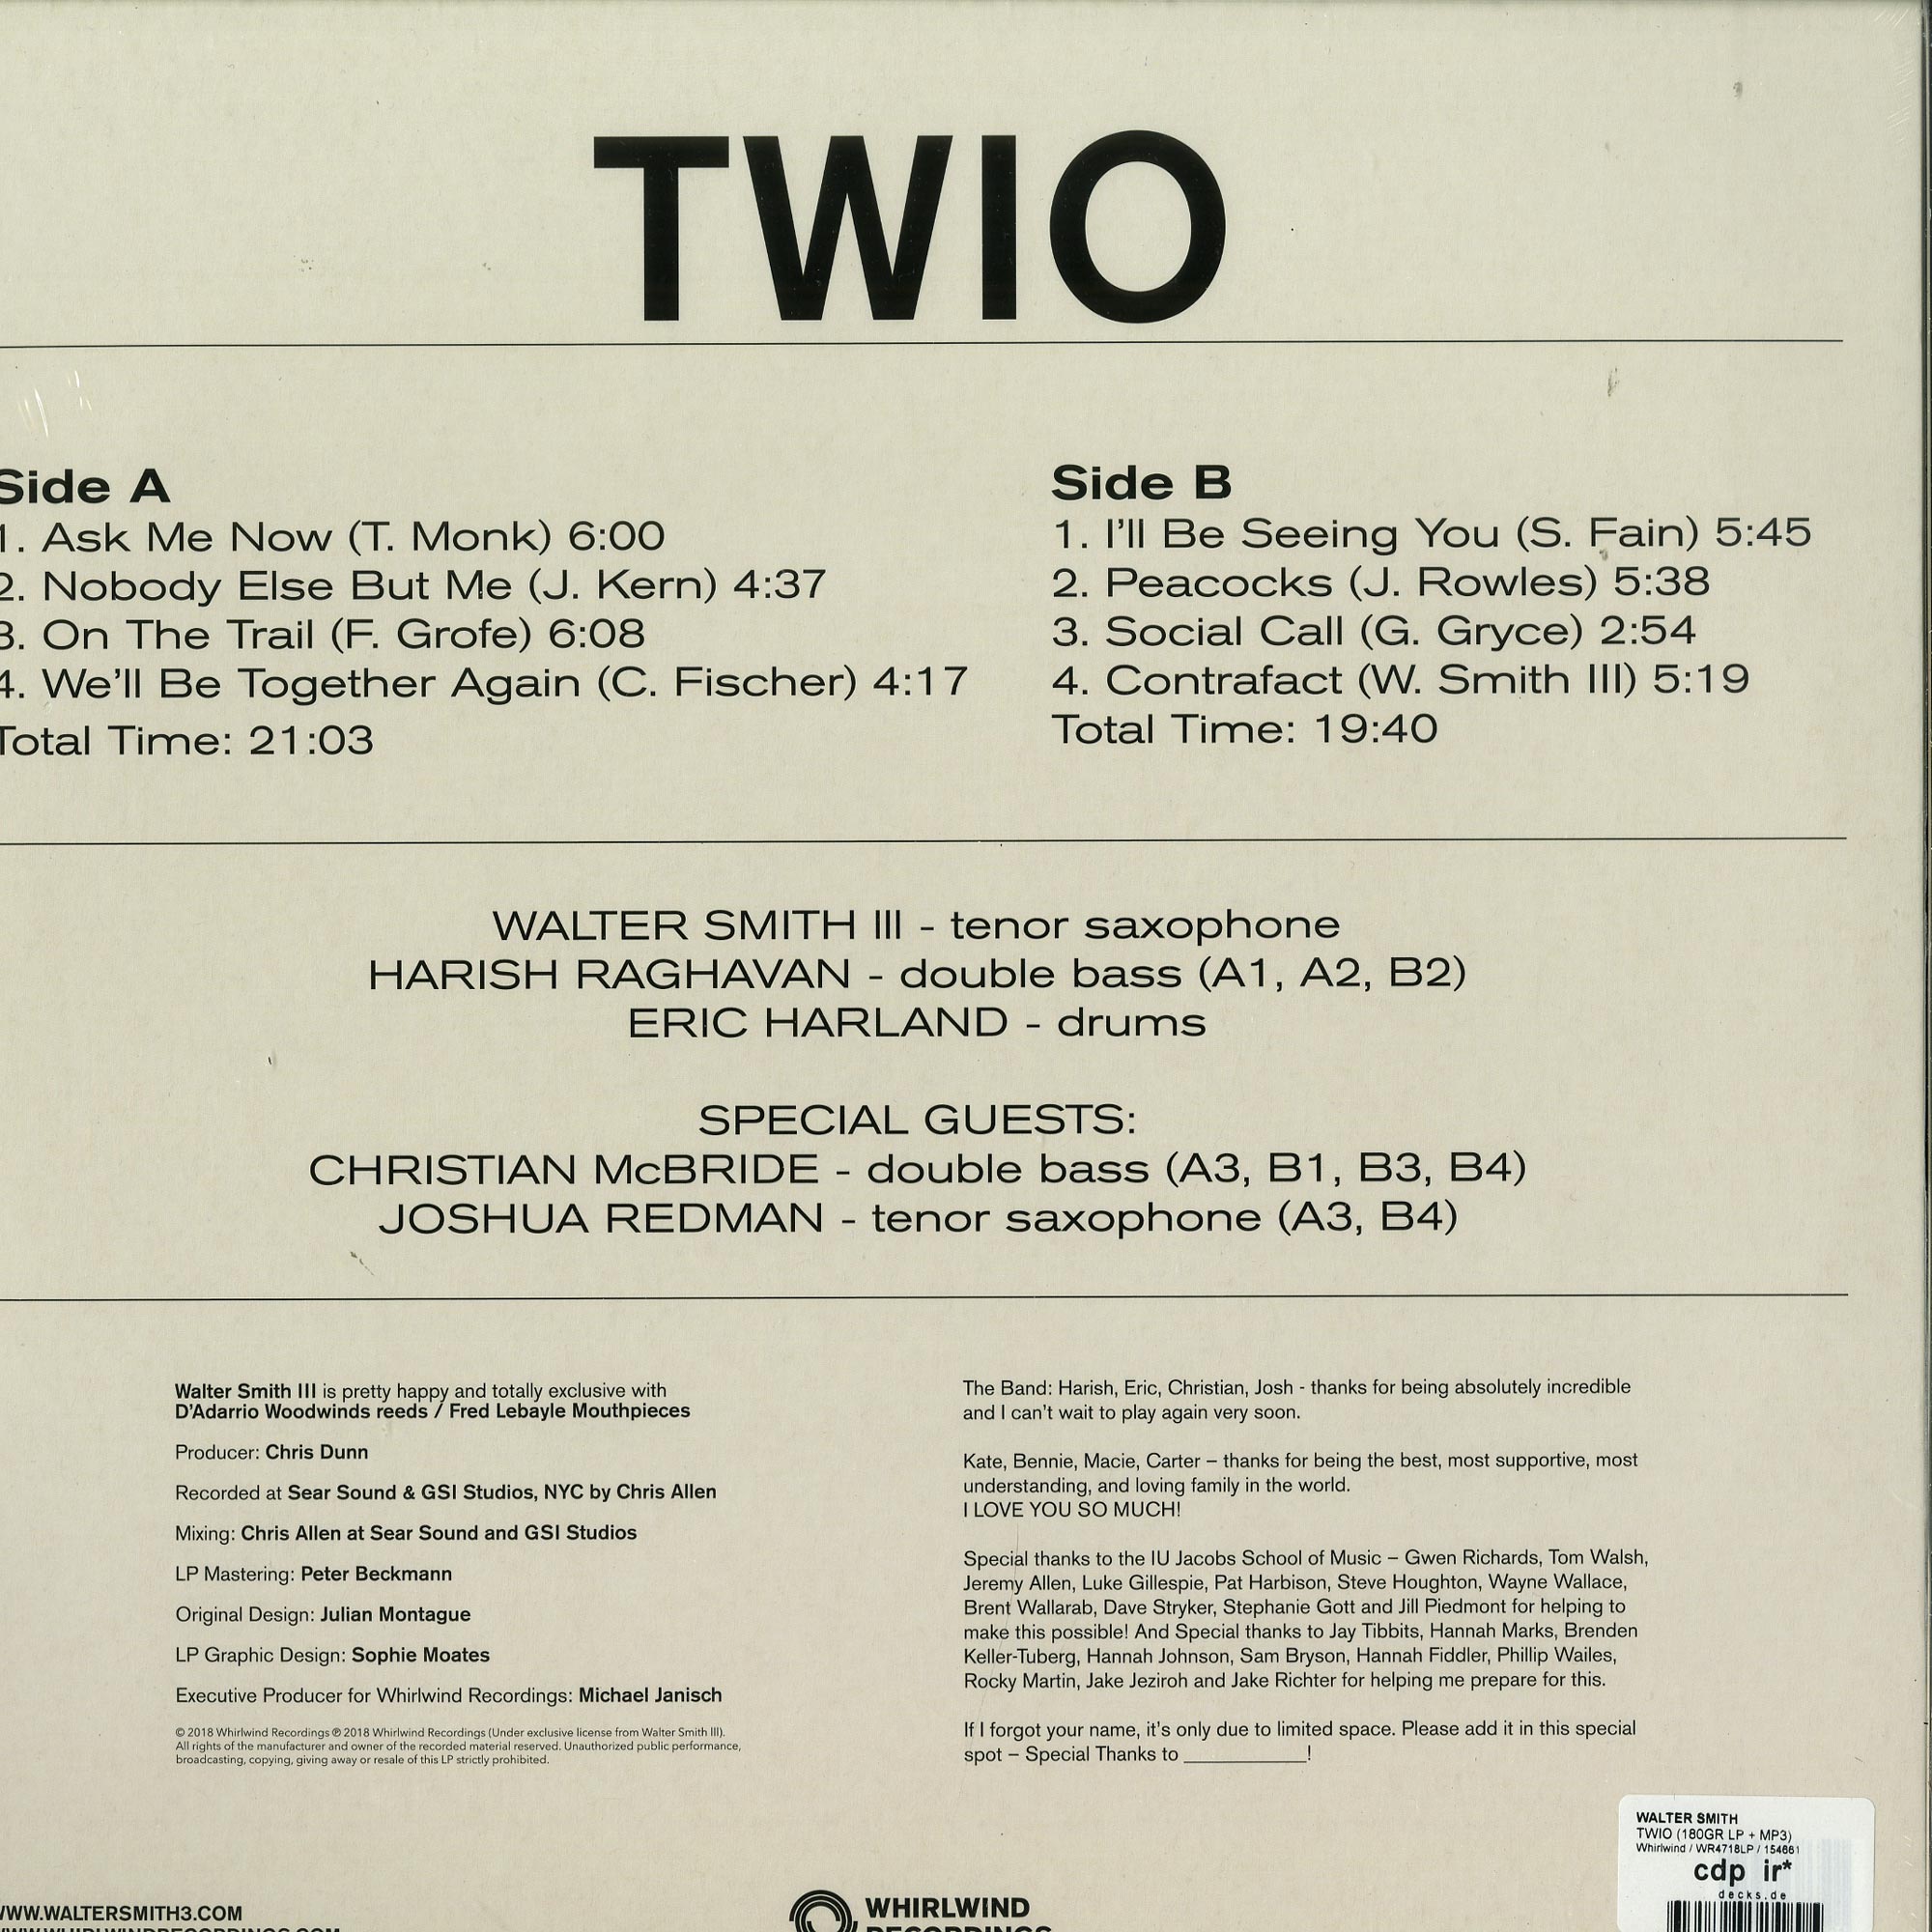 TWIO
Side A
1. Ask Me Now (T. Monk) 6:00
2. Nobody Else But Me (J. Kern) 4:37
3. On The Trail (F. Grofe) 6:08
4. We'll Be Together Again (C. Fischer) 4:17
Total Time: 21:03
Side B
1. I'll Be Seeing You (S. Fain) 5:45
2. Peacocks (J. Rowles) 5:38
3. Social Call (G. Gryce) 2:54
4. Contrafact (W. Smith III) 5:19
Total Time: 19:40
WALTER SMITH III - tenor saxophone
HARISH RAGHAVAN - double bass (A1, A2, B2)
ERIC HARLAND - drums
SPECIAL GUESTS:
CHRISTIAN McBRIDE - double bass (A3, B1, B3, B4)
JOSHUA REDMAN - tenor saxophone (A3, B4)
Walter Smith III is pretty happy and totally exclusive with
D'Adarrio Woodwinds reeds / Fred Lebayle Mouthpieces
Producer: Chris Dunn
Recorded at Sear Sound & GSI Studios, NYC by Chris Allen
Mixing: Chris Allen at Sear Sound and GSI Studios
LP Mastering: Peter Beckmann
Original Design: Julian Montague
LP Graphic Design: Sophie Moates
Executive Producer for Whirlwind Recordings: Michael Janisch
© 2018 Whirlwind Recordings ℗ 2018 Whirlwind Recordings (Under exclusive license from Walter Smith III).
All rights of the manufacturer and owner of the recorded material reserved. Unauthorized public performance,
broadcasting, copying, giving away or resale of this LP strictly prohibited.
The Band: Harish, Eric, Christian, Josh - thanks for being absolutely incredible
and I can't wait to play again very soon.
Kate, Bennie, Macie, Carter – thanks for being the best, most supportive, most
understanding, and loving family in the world.
I LOVE YOU SO MUCH!
Special thanks to the IU Jacobs School of Music – Gwen Richards, Tom Walsh,
Jeremy Allen, Luke Gillespie, Pat Harbison, Steve Houghton, Wayne Wallace,
Brent Wallarab, Dave Stryker, Stephanie Gott and Jill Piedmont for helping to
make this possible! And Special thanks to Jay Tibbits, Hannah Marks, Brenden
Keller-Tuberg, Hannah Johnson, Sam Bryson, Hannah Fiddler, Phillip Wailes,
Rocky Martin, Jake Jeziroh and Jake Richter for helping me prepare for this.
If I forgot your name, it's only due to limited space. Please add it in this special
spot – Special Thanks to ____________!
WALTER SMITH
TWIO (180GR LP + MP3)
Whirlwind / WR4718LP / 154661
cdp ir*
decks.de
WWW.WALTERSMITH3.COM
WWW.WHIRLWINDRECORDINGS.COM
WHIRLWIND
RECORDINGS